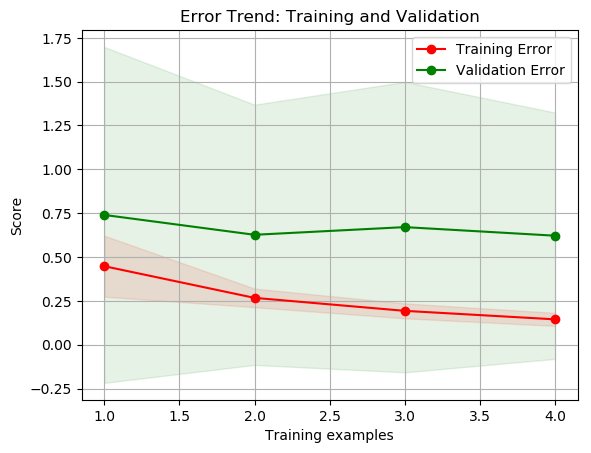 Error Trend: Training and Validation
Training Error
Validation Error
Score
1.75
1.50
1.25
1.00
0.75
0.50
0.25
0.00
−0.25
1.0 1.5 2.0 2.5 3.0 3.5 4.0
Training examples